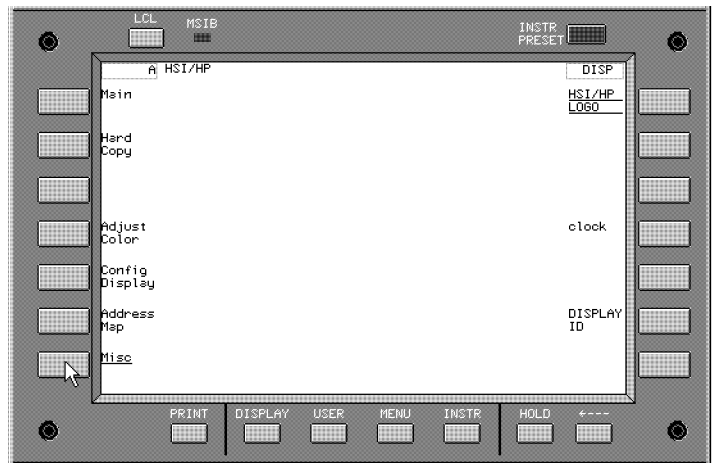 LCL
MSIB
INSTR
PRESET
A HSI/HP
DISP
Main
HSI/HP
LOGO
Hard
Copy
Adjust
Color
clock
Config
Display
Address
Map
DISPLAY
ID
Misc
PRINT
DISPLAY
USER
MENU
INSTR
HOLD
←---